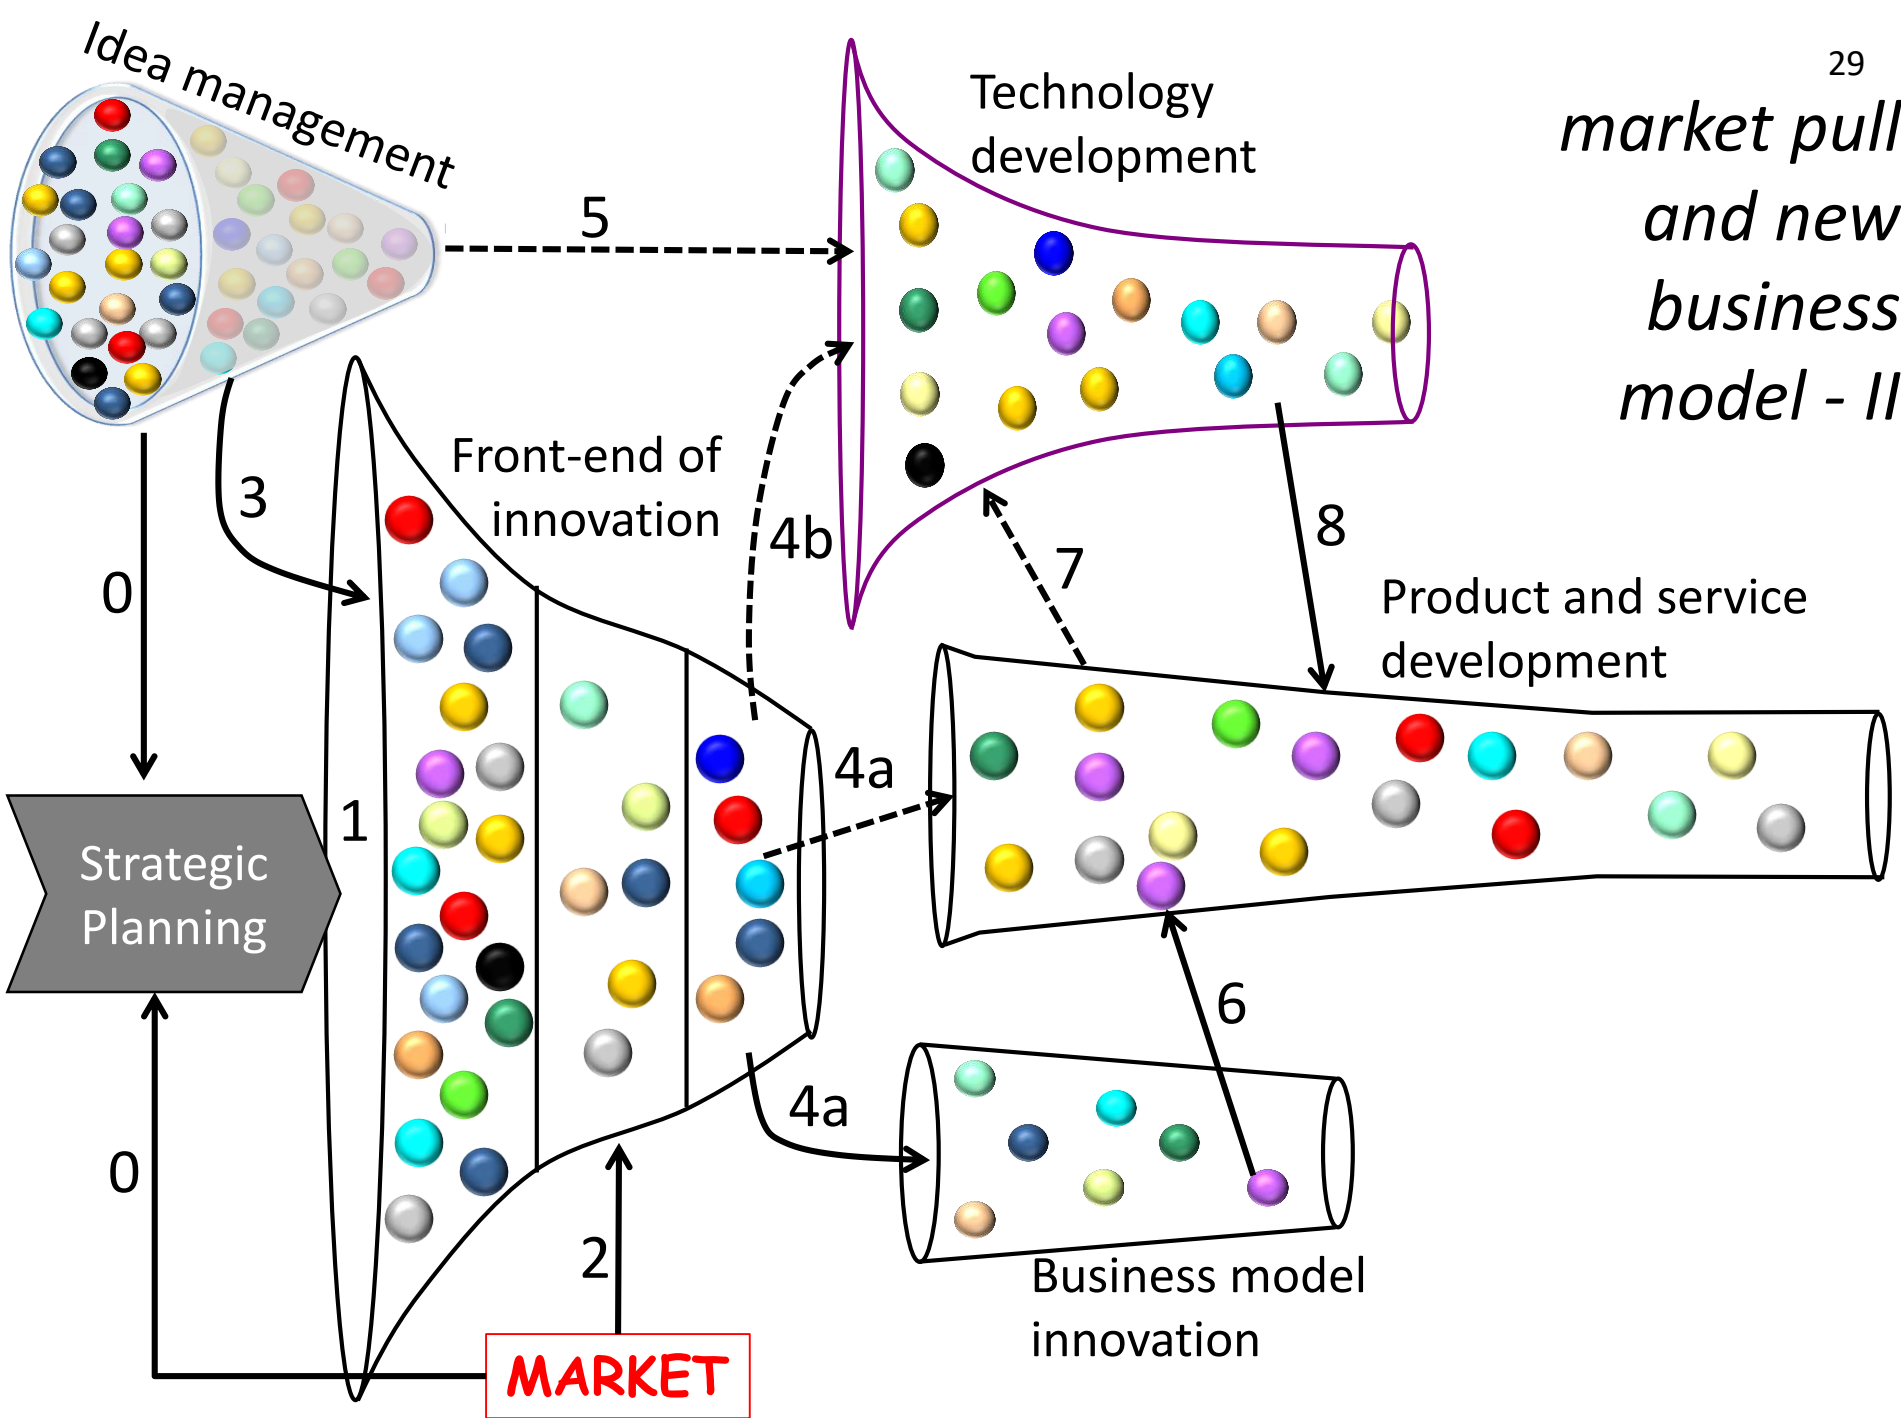 29
market pull
and new
business
model - II
Idea management
Technology
development
5
Front-end of
innovation
3
4b
7
8
0
Product and service
development
4a
1
Strategic
Planning
6
4a
0
2
Business model
innovation
MARKET